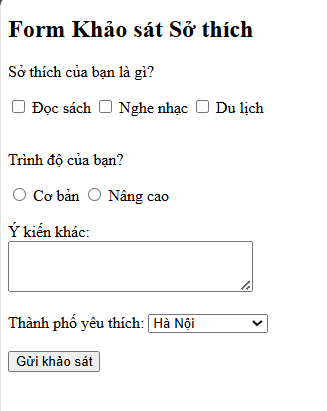 Form Khảo sát Sở thích
Sở thích của bạn là gì?
Đọc sách Nghe nhạc Du lịch
Trình độ của bạn?
Cơ bản Nâng cao
Ý kiến khác:
Thành phố yêu thích: Hà Nội
Gửi khảo sát